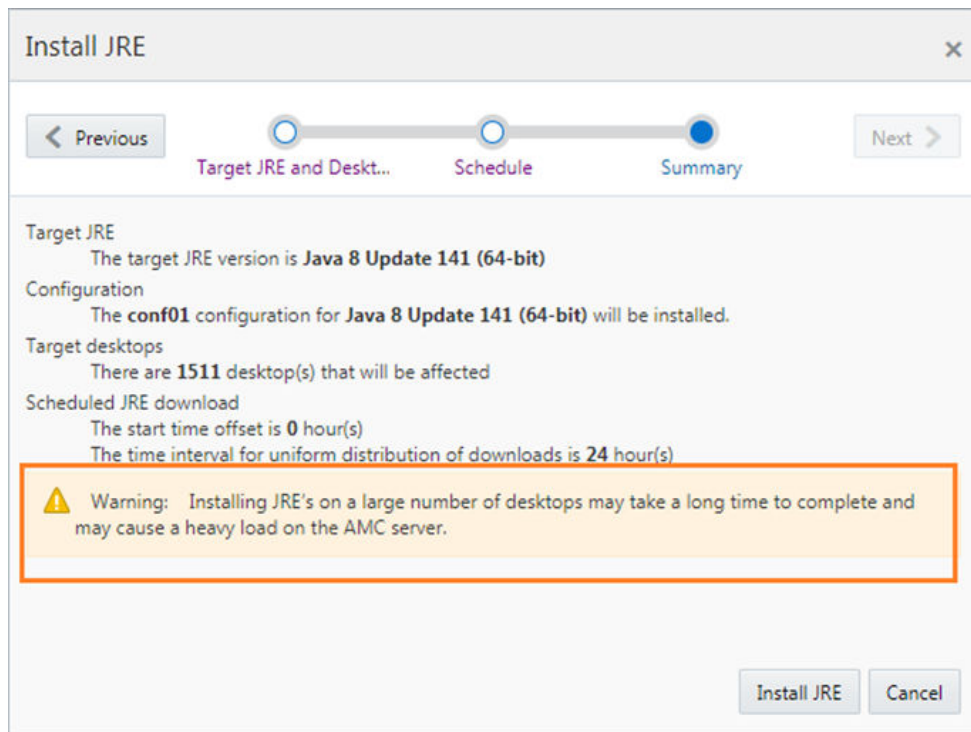 Install JRE
Previous
Next
Target JRE and Deskt...
Schedule
Summary
Target JRE
The target JRE version is Java 8 Update 141 (64-bit)
Configuration
The conf01 configuration for Java 8 Update 141 (64-bit) will be installed.
Target desktops
There are 1511 desktop(s) that will be affected
Scheduled JRE download
The start time offset is 0 hour(s)
The time interval for uniform distribution of downloads is 24 hour(s)
Warning: Installing JRE's on a large number of desktops may take a long time to complete and
may cause a heavy load on the AMC server.
Install JRE
Cancel